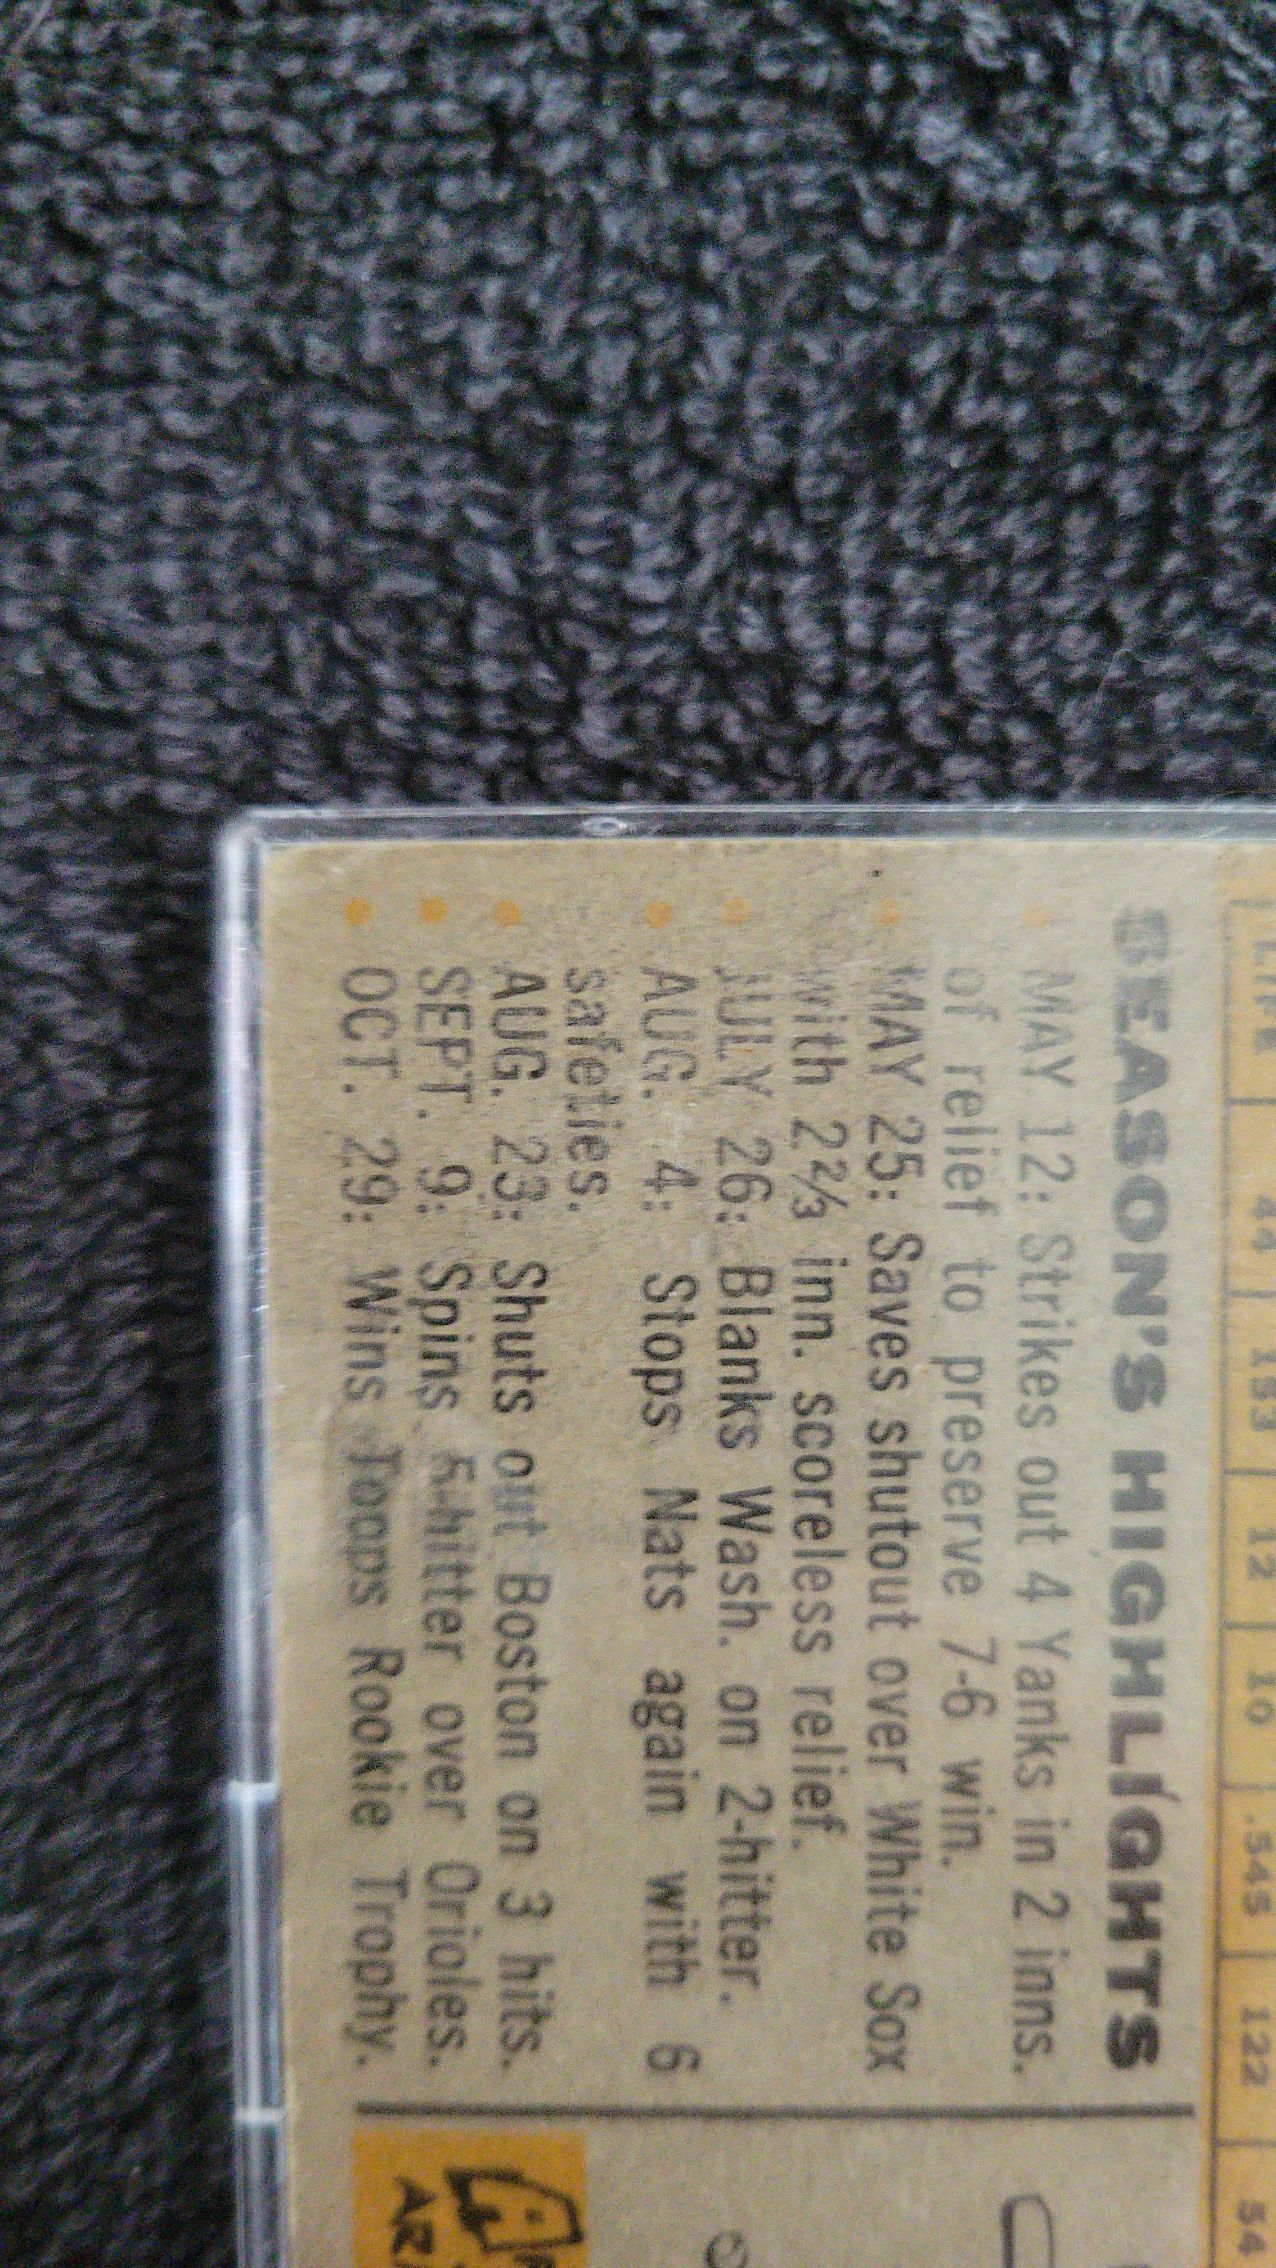 LIFE 44 153 12 10 .545 122 54
SEASON'S HIGHLIGHTS
MAY 12: Strikes out 4 Yanks in 2 inns.
of relief to preserve 7-6 win.
MAY 25: Saves shutout over White Sox
with 2⅔ inn. scoreless relief.
JULY 26: Blanks Wash. on 2-hitter.
AUG. 4: Stops Nats again with 6
safeties.
AUG. 23: Shuts out Boston on 3 hits.
SEPT. 9: Spins 5-hitter over Orioles.
OCT. 29: Wins Topps Rookie Trophy.